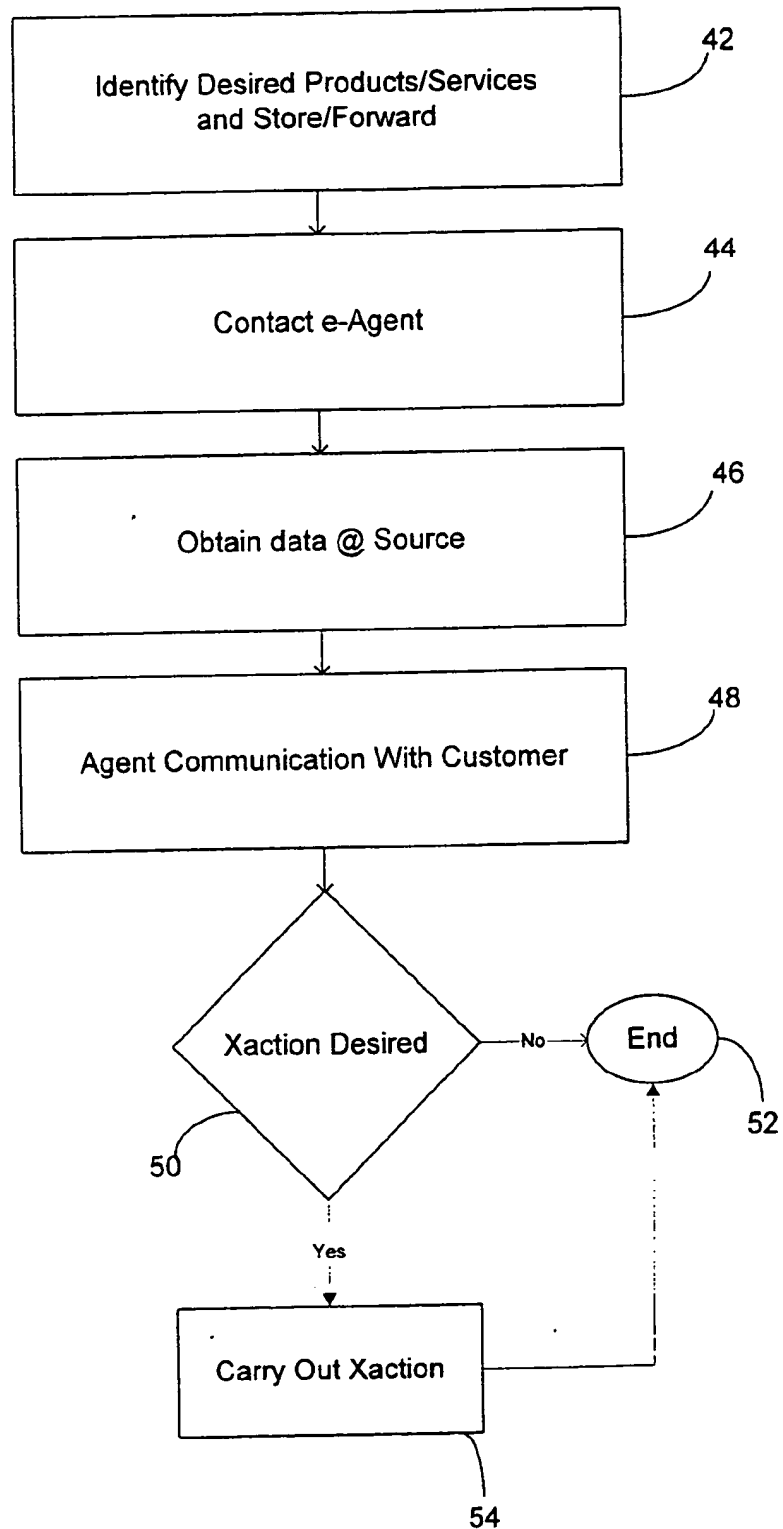 42
Identify Desired Products/Services
and Store/Forward
44
Contact e-Agent
46
Obtain data @ Source
48
Agent Communication With Customer
Xaction Desired
No
End
50
52
Yes
Carry Out Xaction
54